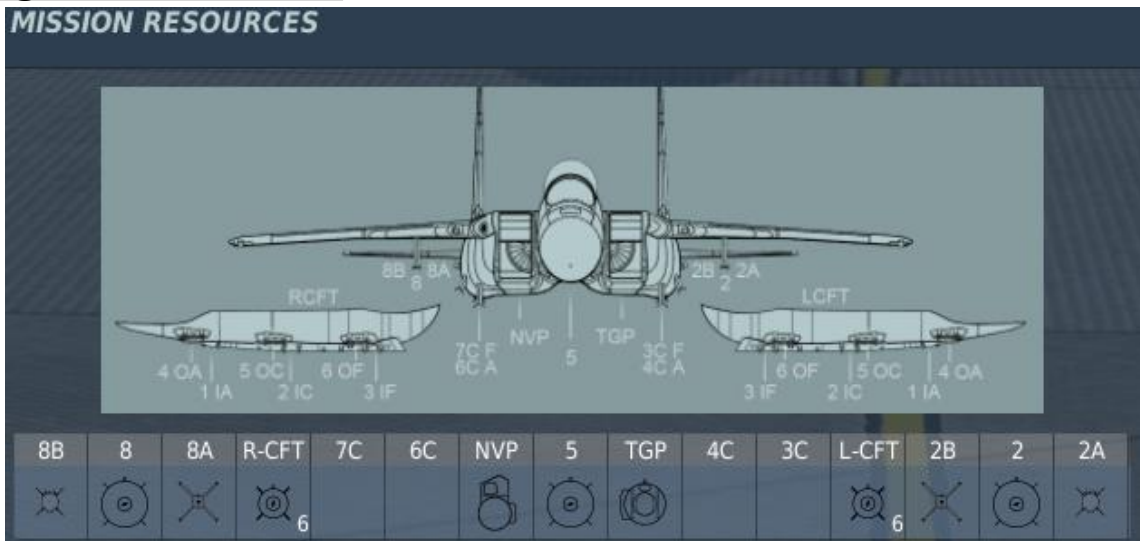 MISSION RESOURCES
8B 8A 2B 2A
8 2
RCFT LCFT
NVP TGP
7C F 5 3C F
6C A 4C A
4 OA 5 OC 6 OF 6 OF 5 OC 4 OA
1 IA 2 IC 3 IF 3 IF 2 IC 1 IA
8B 8 8A R-CFT 7C 6C NVP 5 TGP 4C 3C L-CFT 2B 2 2A
6 6